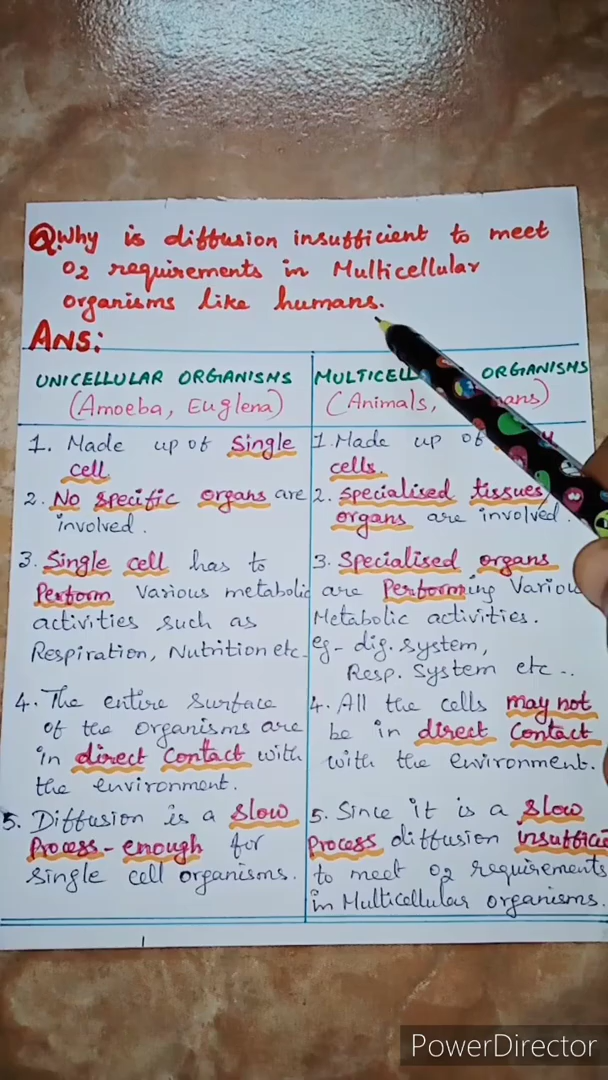 Q.Why is diffusion insufficient to meet
O2 requirements in Multicellular
Organisms like humans.
ANS:
UNICELLULAR ORGANISMS
(Amoeba, Euglena)
1. Made up of Single
cell
2. No specific organs are
involved.
3. Single cell has to
Perform Various metabolic
activities such as
Respiration, Nutrition etc
4. The entire Surface
of the organisms are
in direct Contact with
the environment.
5. Diffusion is a Slow
Process - enough for
Single cell organisms.
ORGANISMS
(Animals,
1. Made up of
cells.
2. Specialised tissues
organs are involved.
3. Specialised organs
are Performing Variou
Metabolic activities.
eg- dig. system,
Resp. System etc -..
4. All the cells may not
be in direct Contact
with the environment.
5. Since it is a Slow
Process diffusion insuffici
to meet O2 requirements
in Multicellular organisms.
PowerDirector